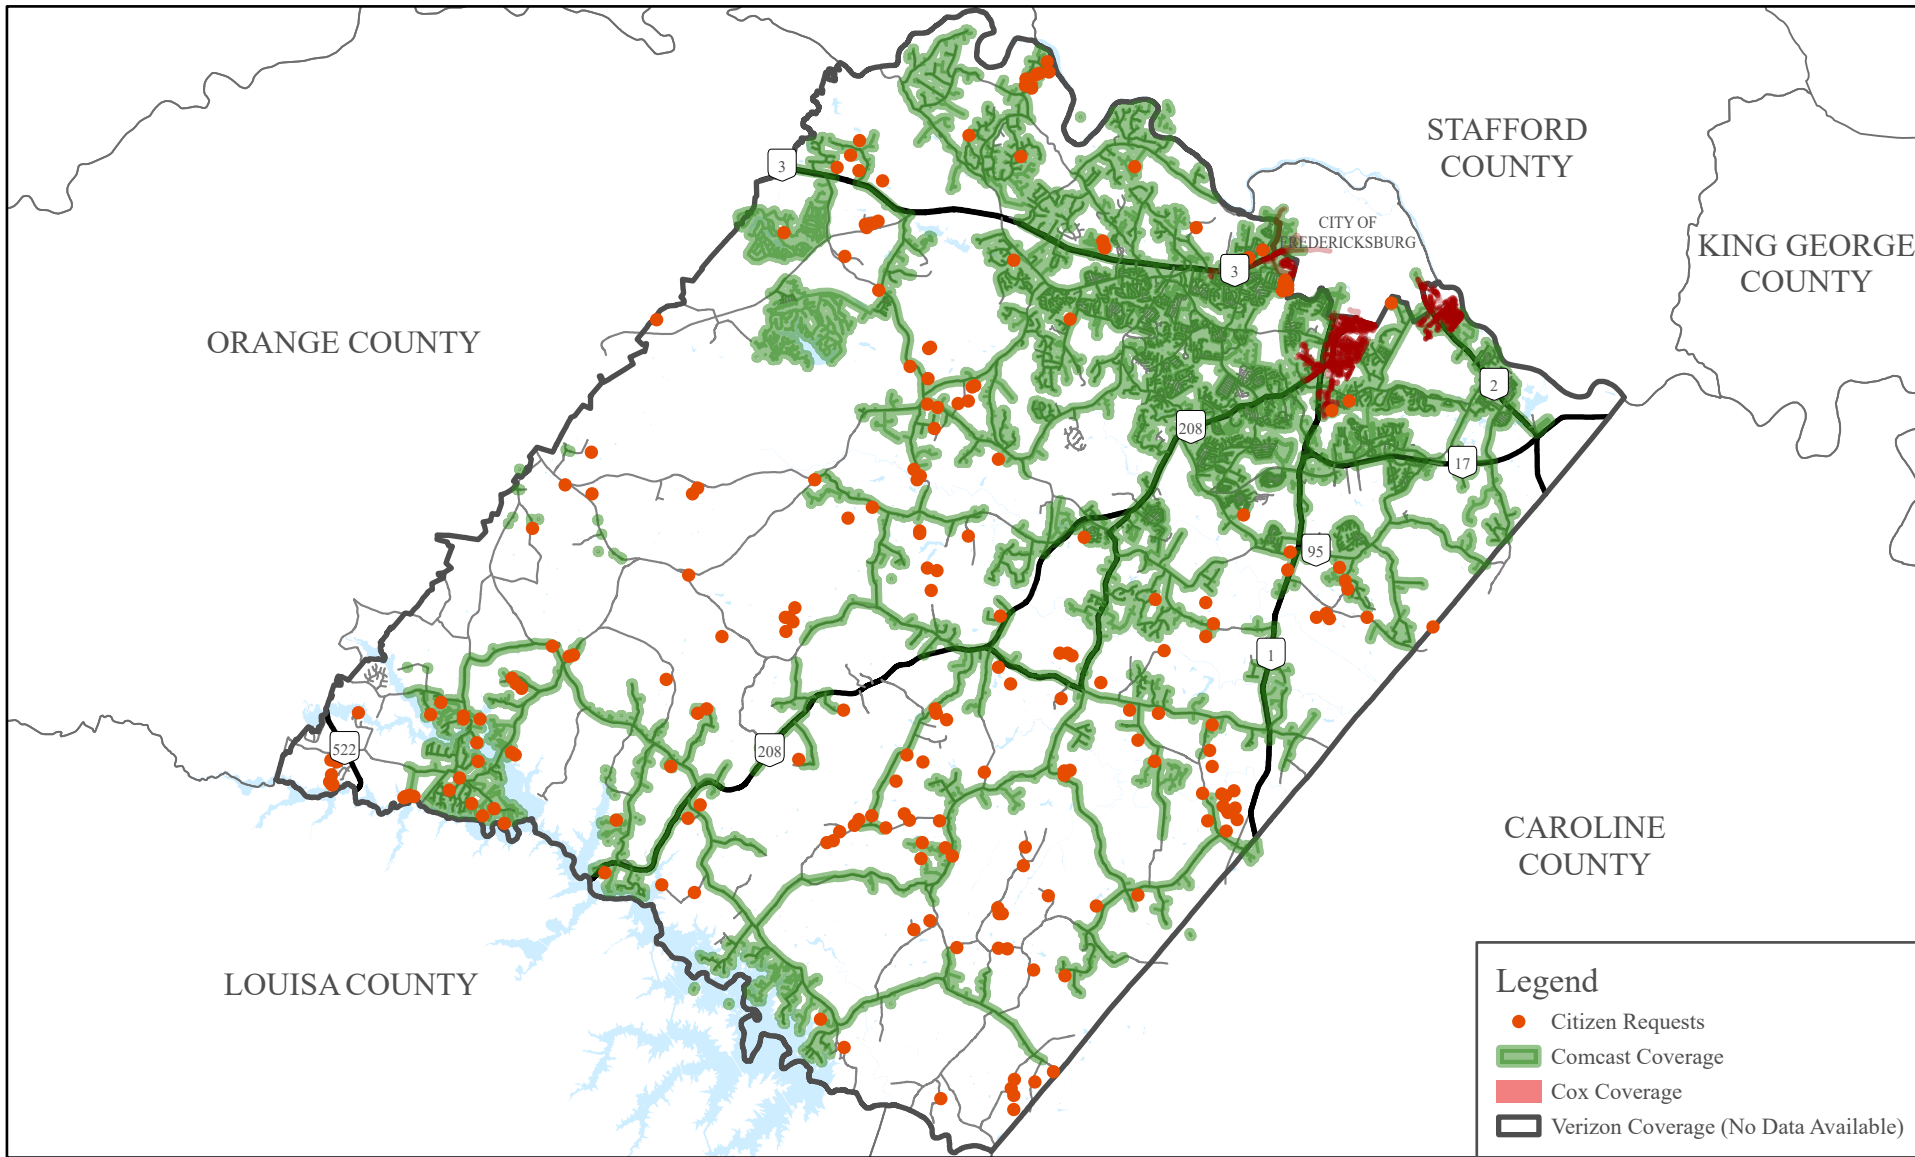 STAFFORD
COUNTY
3
CITY OF
FREDERICKSBURG
KING GEORGE
COUNTY
3
ORANGE COUNTY
2
208
17
95
1
522
208
CAROLINE
COUNTY
LOUISA COUNTY
Legend
Citizen Requests
Comcast Coverage
Cox Coverage
Verizon Coverage (No Data Available)